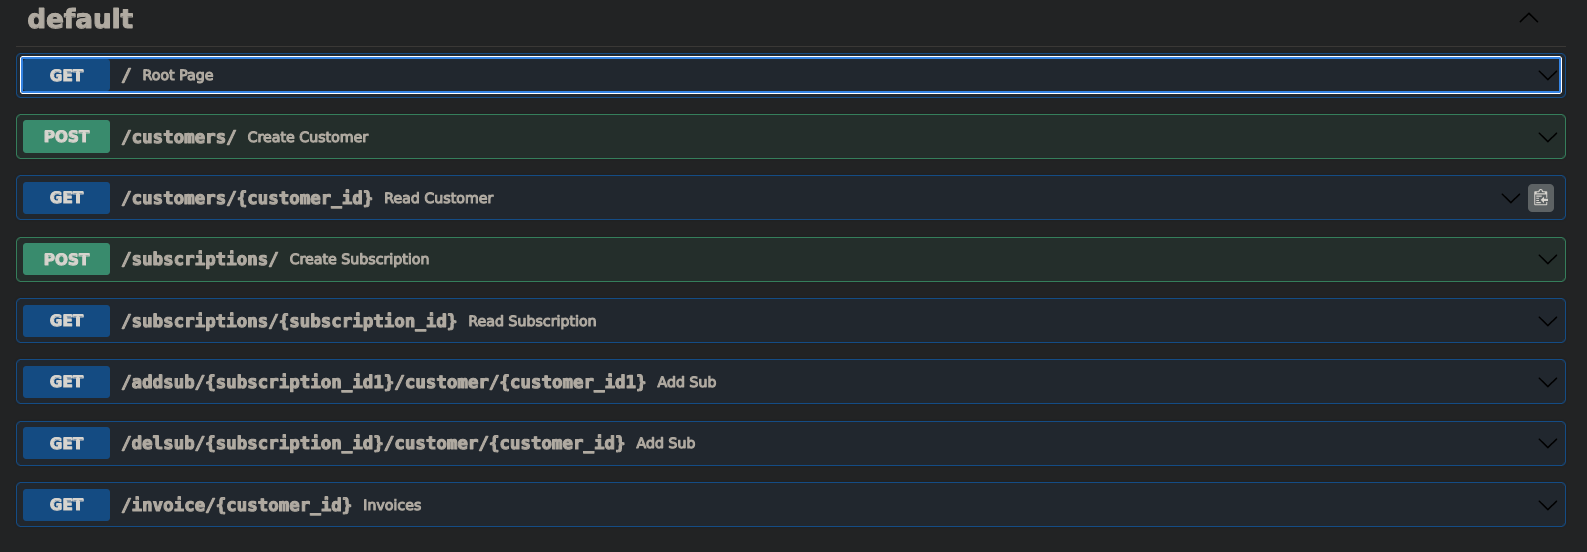 default
GET / Root Page
POST /customers/ Create Customer
GET /customers/{customer_id} Read Customer
POST /subscriptions/ Create Subscription
GET /subscriptions/{subscription_id} Read Subscription
GET /addsub/{subscription_id1}/customer/{customer_id1} Add Sub
GET /delsub/{subscription_id}/customer/{customer_id} Add Sub
GET /invoice/{customer_id} Invoices